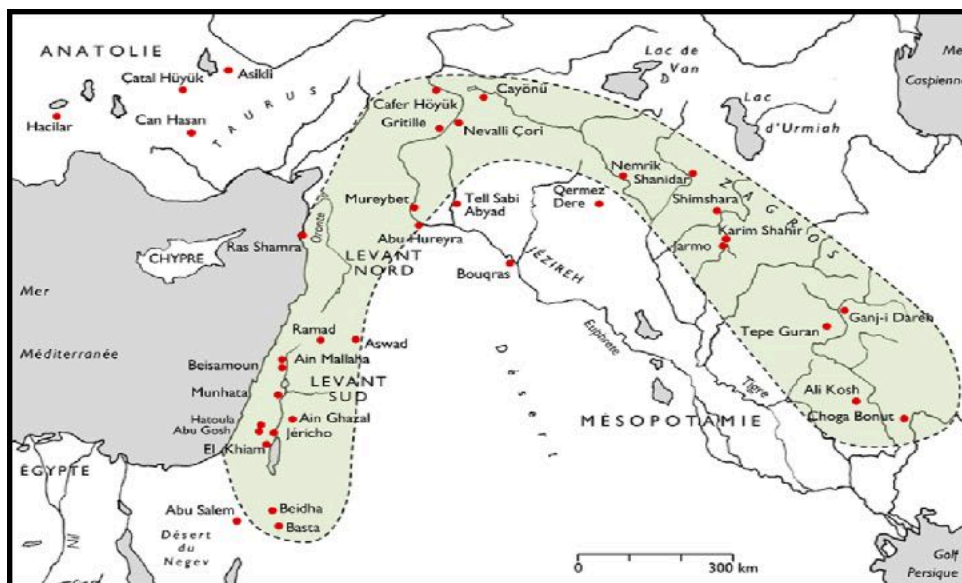 ANATOLIE
Asikli
Çatal Hüyük
Can Hasan
Hacilar
TAURUS
Lac de
Van
Mer
Caspienne
Lac
d'Urmiah
Cafer Höyük
Cayönü
Gritille
Nevalli Çori
Nemrik
Shanidar
ZAGROS
Shimshara
Karim Shahir
Jarmo
Mureybet
Tell Sabi
Abyad
Qermez
Dere
Abu Hureyra
Ras Shamra
Oronte
CHYPRE
LEVANT
NORD
Bouqras
JÉZIREH
Mer
Méditerranée
Ramad
Aswad
Ain Mallaha
Beisamoun
LEVANT
SUD
Munhata
Ain Ghazal
Hatoula
Abu Gosh
Jéricho
El Khiam
Désert
Euphrete
Tigre
MÉSOPOTAMIE
Ganj-i Dareh
Tepe Guran
Ali Kosh
Choga Bonut
ÉGYPTE
Nil
Abu Salem
Beidha
Basta
Désert
du
Negev
0 300 km
Golf
Persique